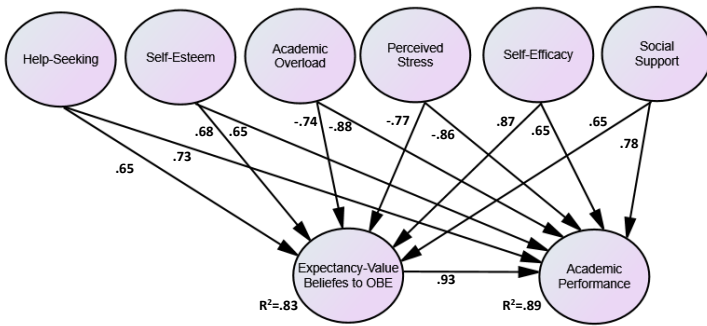 Help-Seeking
Self-Esteem
Academic
Overload
Perceived
Stress
Self-Efficacy
Social
Support
.65
.73
.68
.65
-.74
-.88
-.77
-.86
.87
.65
.65
.78
Expectancy-Value
Beliefes to OBE
R²=.83
.93
Academic
Performance
R²=.89